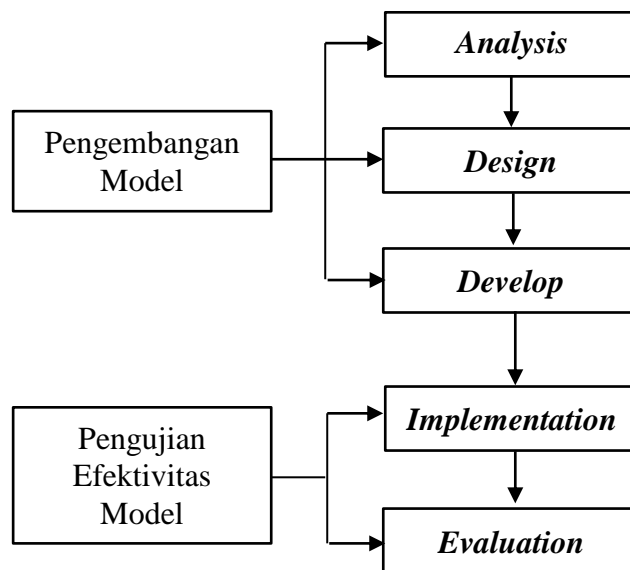 Analysis
Pengembangan
Model
Design
Develop
Implementation
Pengujian
Efektivitas
Model
Evaluation